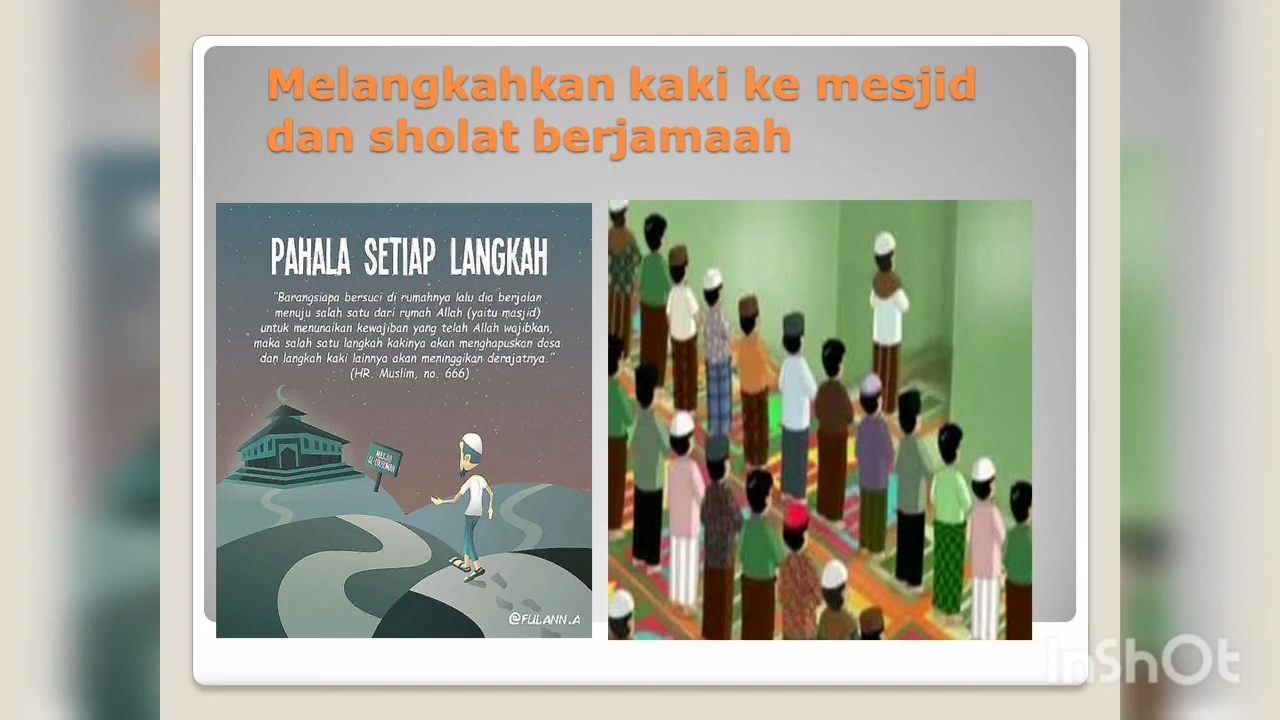 Melangkahkan kaki ke mesjid
dan sholat berjamaah
PAHALA SETIAP LANGKAH
"Barangsiapa bersuci di rumahnya lalu dia berjalan
menuju salah satu dari rumah Allah (yaitu masjid)
untuk menunaikan kewajiban yang telah Allah wajibkan,
maka salah satu langkah kakinya akan menghapuskan dosa
dan langkah kaki lainnya akan meninggikan derajatnya."
(HR. Muslim, no. 666)
MASJID
@FULANN.A
InShOt